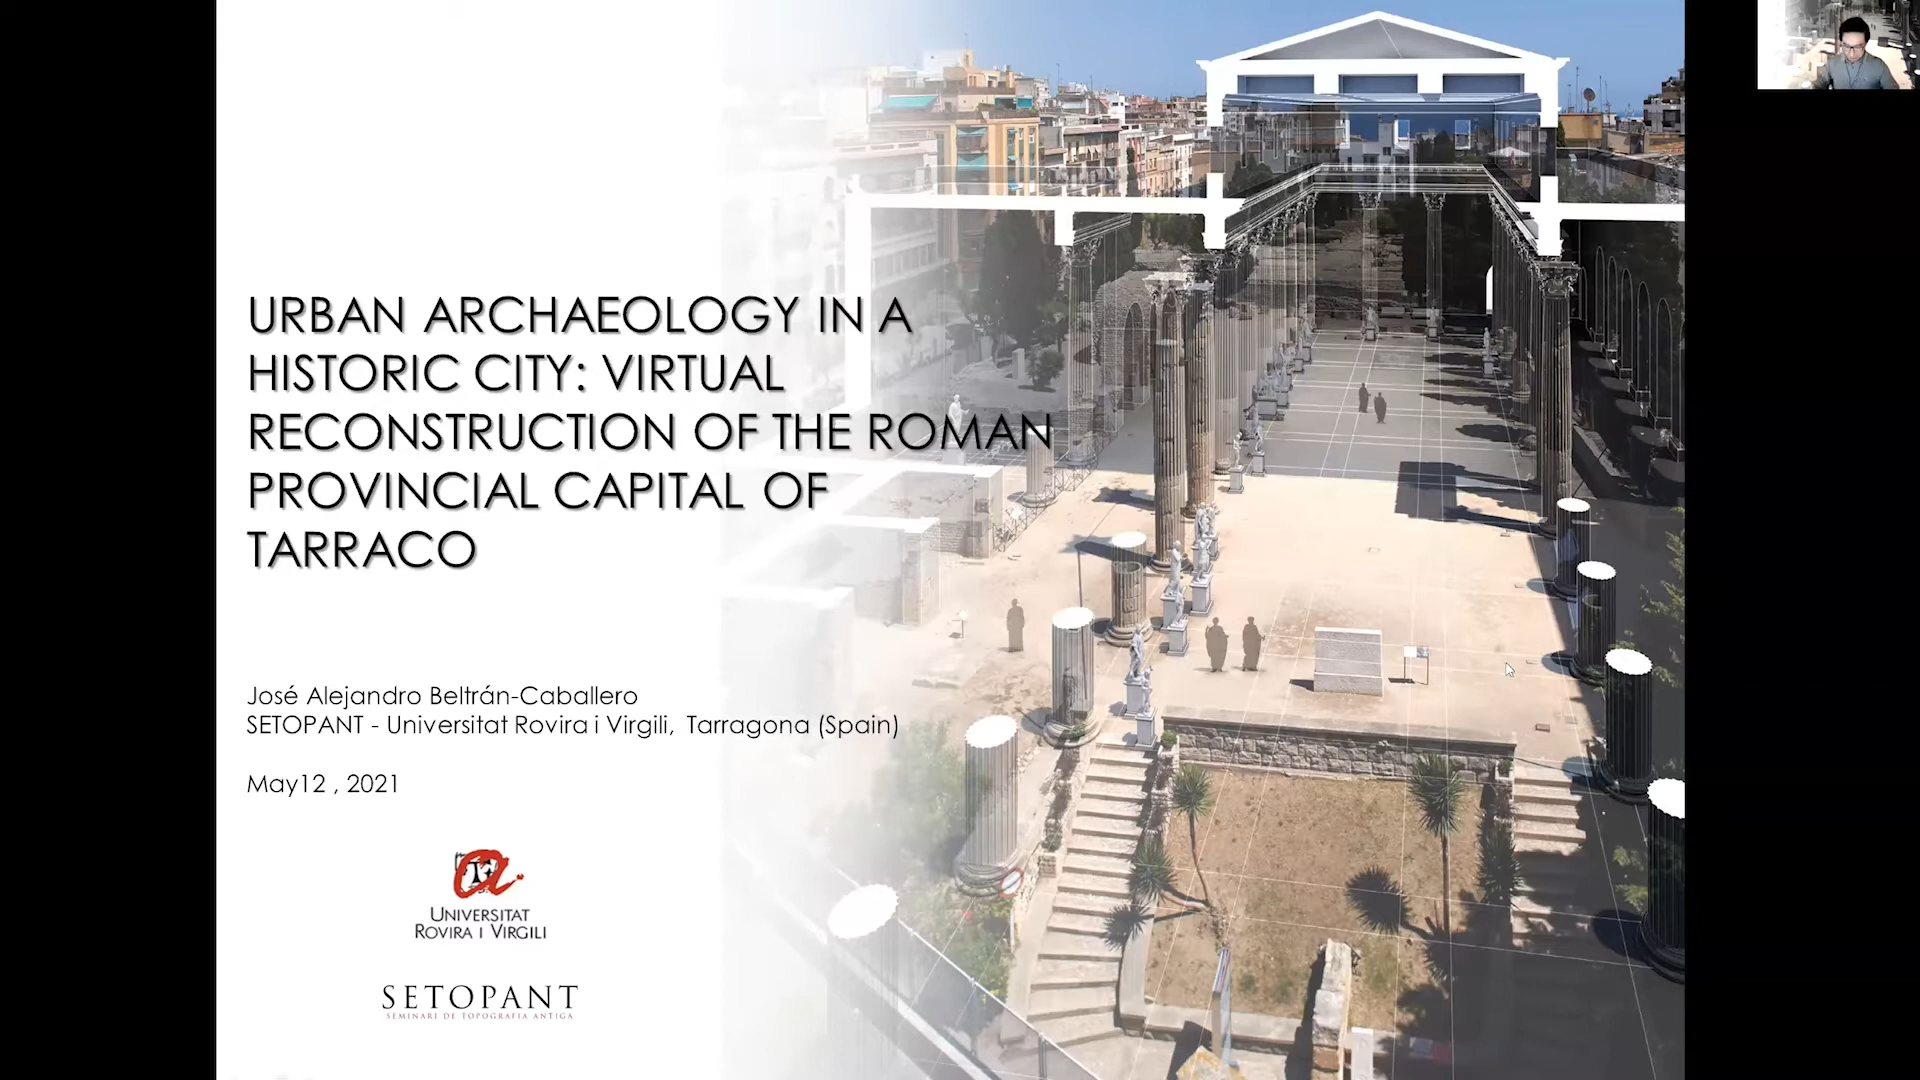 URBAN ARCHAEOLOGY IN A
HISTORIC CITY: VIRTUAL
RECONSTRUCTION OF THE ROMAN
PROVINCIAL CAPITAL OF
TARRACO
José Alejandro Beltrán-Caballero
SETOPANT - Universitat Rovira i Virgili, Tarragona (Spain)
May12 , 2021
UNIVERSITAT
ROVIRA I VIRGILI
SETOPANT
SEMINARI DE TOPOGRAFIA ANTIGA